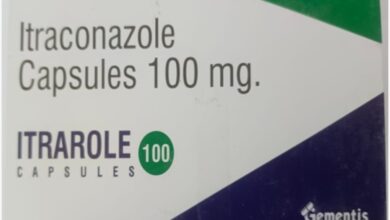 Itraconazole
Capsules 100 mg.
ITRAROLE 100
CAPSULES
Gementis